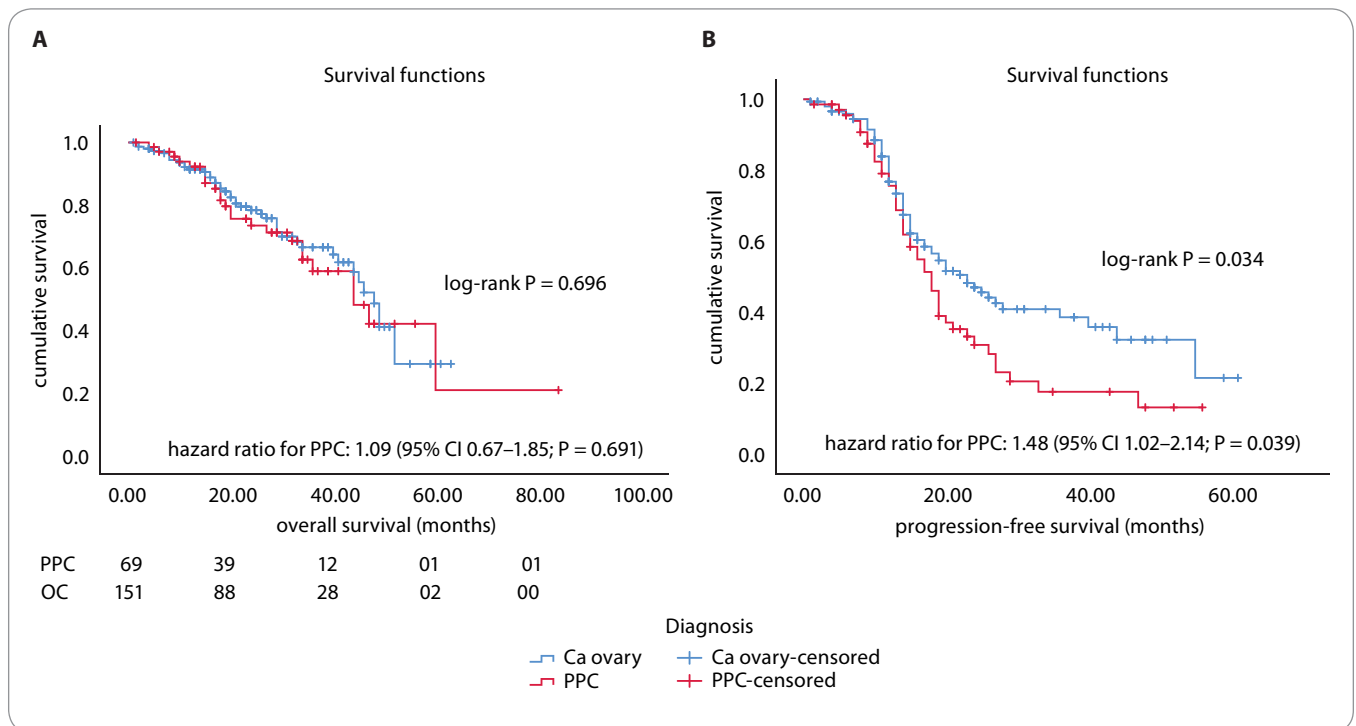 A
Survival functions
cumulative survival
1.0
0.8
0.6
0.4
0.2
0.0
log-rank P = 0.696
hazard ratio for PPC: 1.09 (95% CI 0.67–1.85; P = 0.691)
0.00 20.00 40.00 60.00 80.00 100.00
overall survival (months)
PPC 69 39 12 01 01
OC 151 88 28 02 00
B
Survival functions
cumulative survival
1.0
0.8
0.6
0.4
0.2
0.0
log-rank P = 0.034
hazard ratio for PPC: 1.48 (95% CI 1.02–2.14; P = 0.039)
0.00 20.00 40.00 60.00
progression-free survival (months)
Diagnosis
Ca ovary Ca ovary-censored
PPC PPC-censored